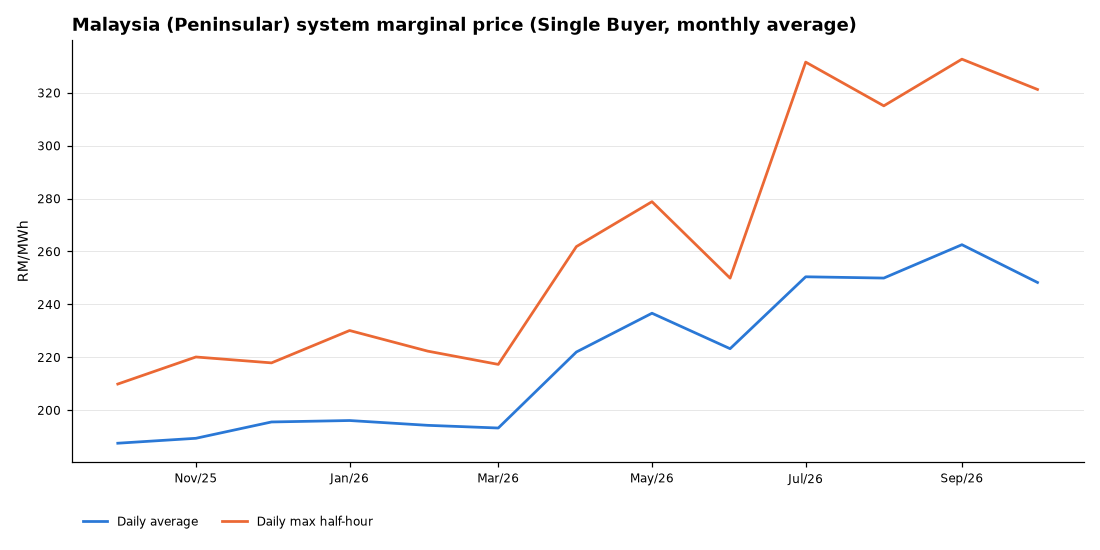 Malaysia (Peninsular) system marginal price (Single Buyer, monthly average)
RM/MWh
320
300
280
260
240
220
200
Nov/25 Jan/26 Mar/26 May/26 Jul/26 Sep/26
Daily average Daily max half-hour